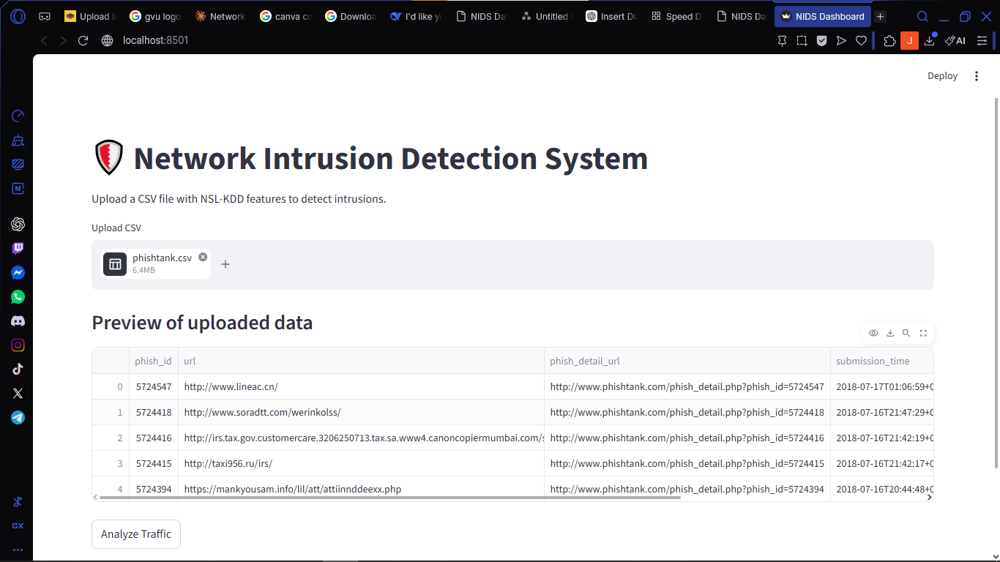 Upload I
gvu logo
Network
canva co
Downloa
I'd like yo
NIDS Da
Untitled
Insert Dia
Speed D
NIDS Da
NIDS Dashboard
localhost:8501
J
AI
Deploy
M
GX
Network Intrusion Detection System
Upload a CSV file with NSL-KDD features to detect intrusions.
Upload CSV
phishtank.csv
6.4MB
Preview of uploaded data
phish_id url phish_detail_url submission_time
0 5724547 http://www.lineac.cn/ http://www.phishtank.com/phish_detail.php?phish_id=5724547 2018-07-17T01:06:59+0
1 5724418 http://www.soradtt.com/werinkolss/ http://www.phishtank.com/phish_detail.php?phish_id=5724418 2018-07-16T21:47:29+0
2 5724416 http://irs.tax.gov.customercare.3206250713.tax.sa.www4.canoncopiermumbai.com/s http://www.phishtank.com/phish_detail.php?phish_id=5724416 2018-07-16T21:42:19+0
3 5724415 http://taxi956.ru/irs/ http://www.phishtank.com/phish_detail.php?phish_id=5724415 2018-07-16T21:42:17+0
4 5724394 https://mankyousam.info/lil/att/attiinnddeexx.php http://www.phishtank.com/phish_detail.php?phish_id=5724394 2018-07-16T20:44:48+0
Analyze Traffic